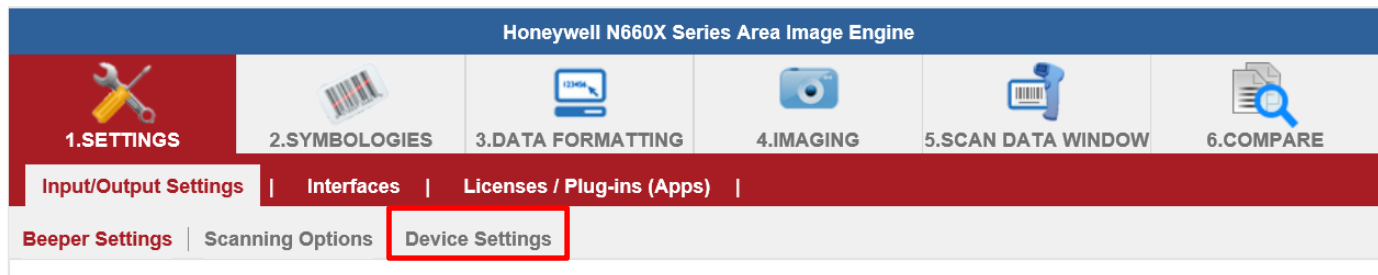 Honeywell N660X Series Area Image Engine
123456
1.SETTINGS 2.SYMBOLOGIES 3.DATA FORMATTING 4.IMAGING 5.SCAN DATA WINDOW 6.COMPARE
Input/Output Settings | Interfaces | Licenses / Plug-ins (Apps) |
Beeper Settings | Scanning Options Device Settings